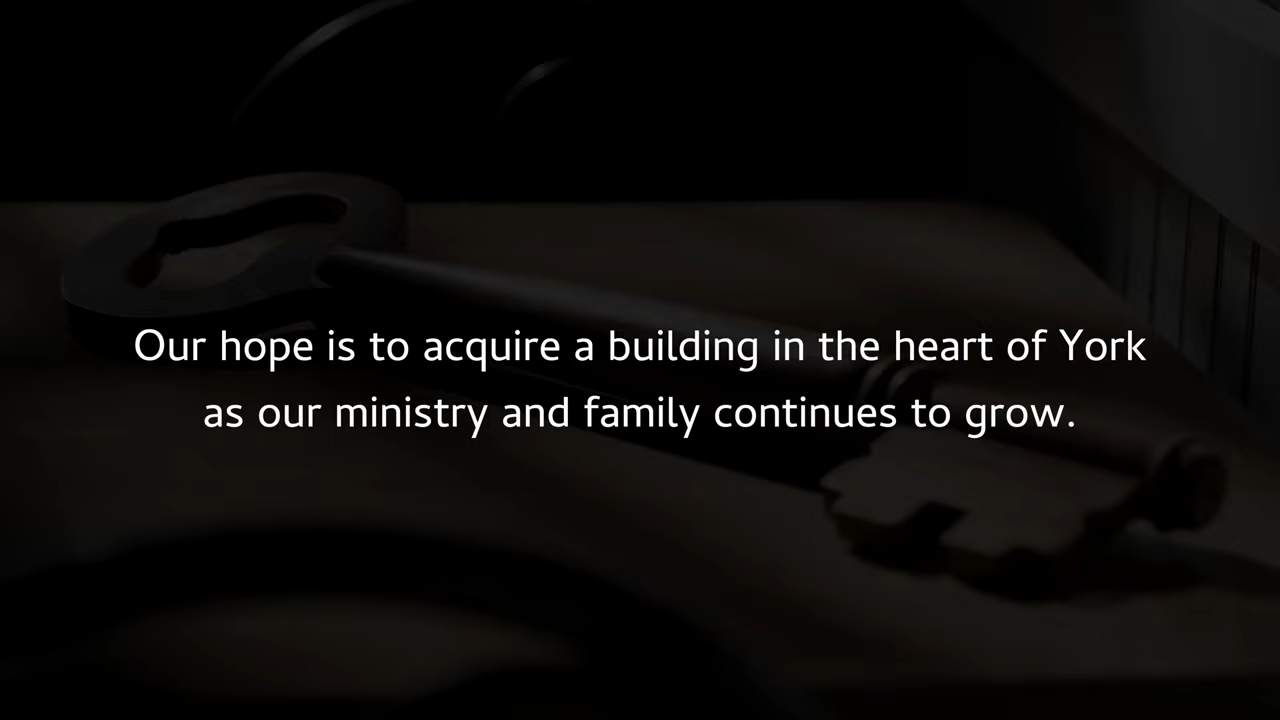 Our hope is to acquire a building in the heart of York
as our ministry and family continues to grow.